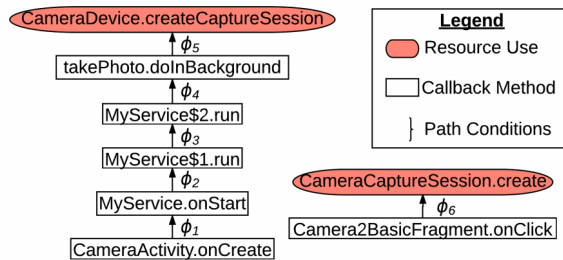 CameraDevice.createCaptureSession
ϕ5
takePhoto.doInBackground
ϕ4
MyService$2.run
ϕ3
MyService$1.run
ϕ2
MyService.onStart
ϕ1
CameraActivity.onCreate
Legend
Resource Use
Callback Method
} Path Conditions
CameraCaptureSession.create
ϕ6
Camera2BasicFragment.onClick